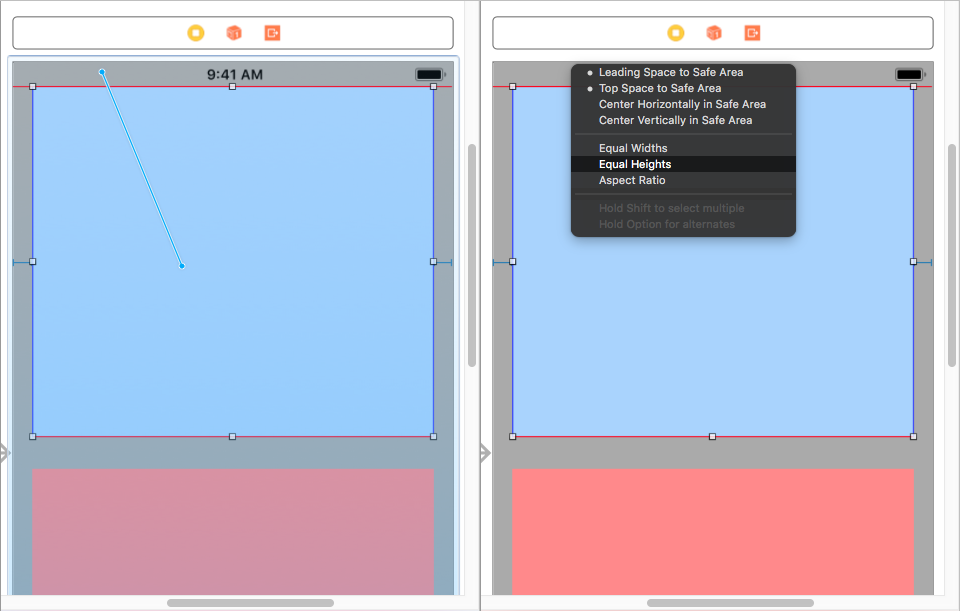 9:41 AM
Leading Space to Safe Area
Top Space to Safe Area
Center Horizontally in Safe Area
Center Vertically in Safe Area
Equal Widths
Equal Heights
Aspect Ratio
Hold Shift to select multiple
Hold Option for alternates